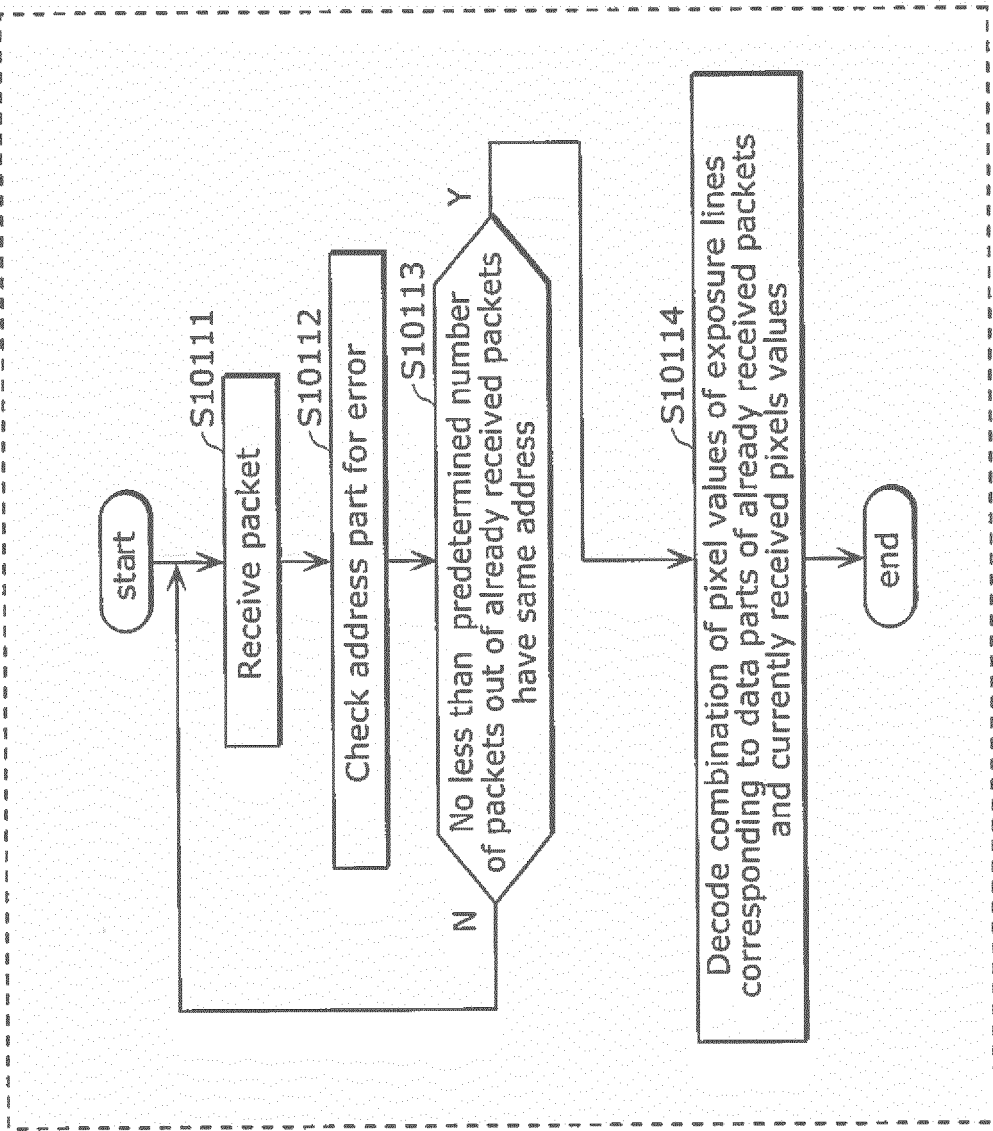 start
S10111
Receive packet
S10112
Check address part for error
S10113
No less than predetermined number
of packets out of already received packets
have same address
Y
N
S10114
Decode combination of pixel values of exposure lines
corresponding to data parts of already received packets
and currently received pixels values
end